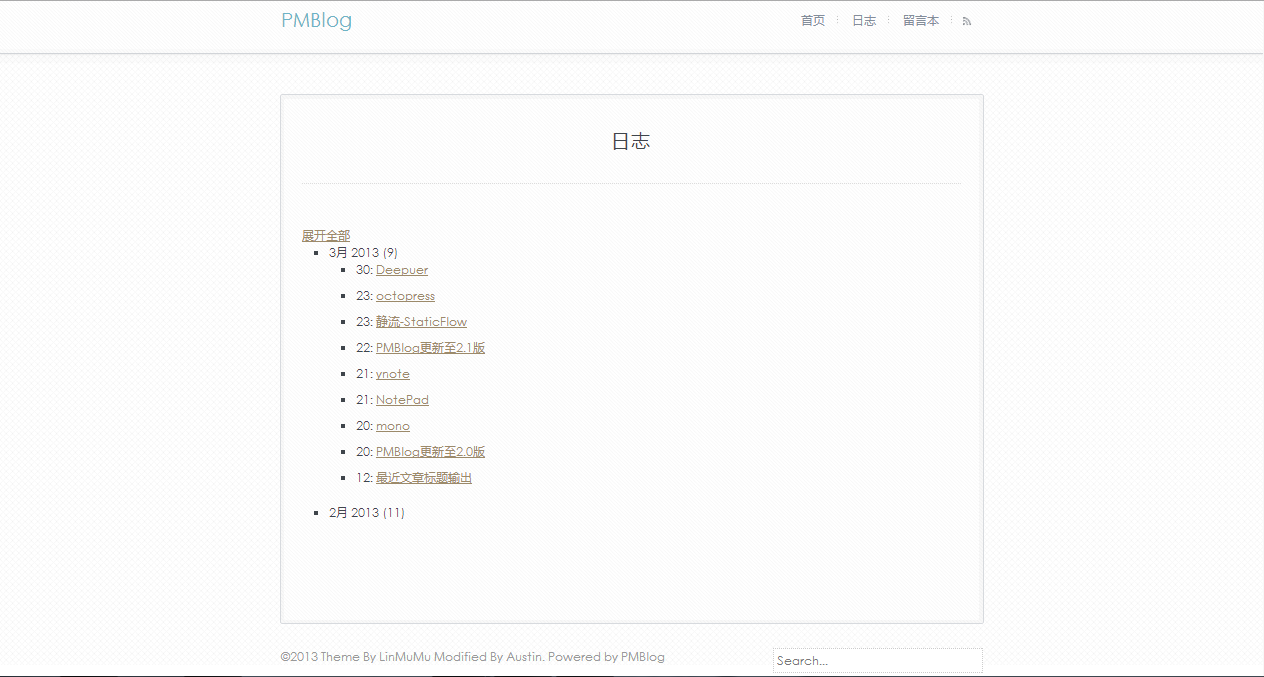 PMBlog
首页 日志 留言本
日志
展开全部
3月 2013 (9)
30: Deepuer
23: octopress
23: 静流-StaticFlow
22: PMBlog更新至2.1版
21: ynote
21: NotePad
20: mono
20: PMBlog更新至2.0版
12: 最近文章标题输出
2月 2013 (11)
©2013 Theme By LinMuMu Modified By Austin. Powered by PMBlog
Search...